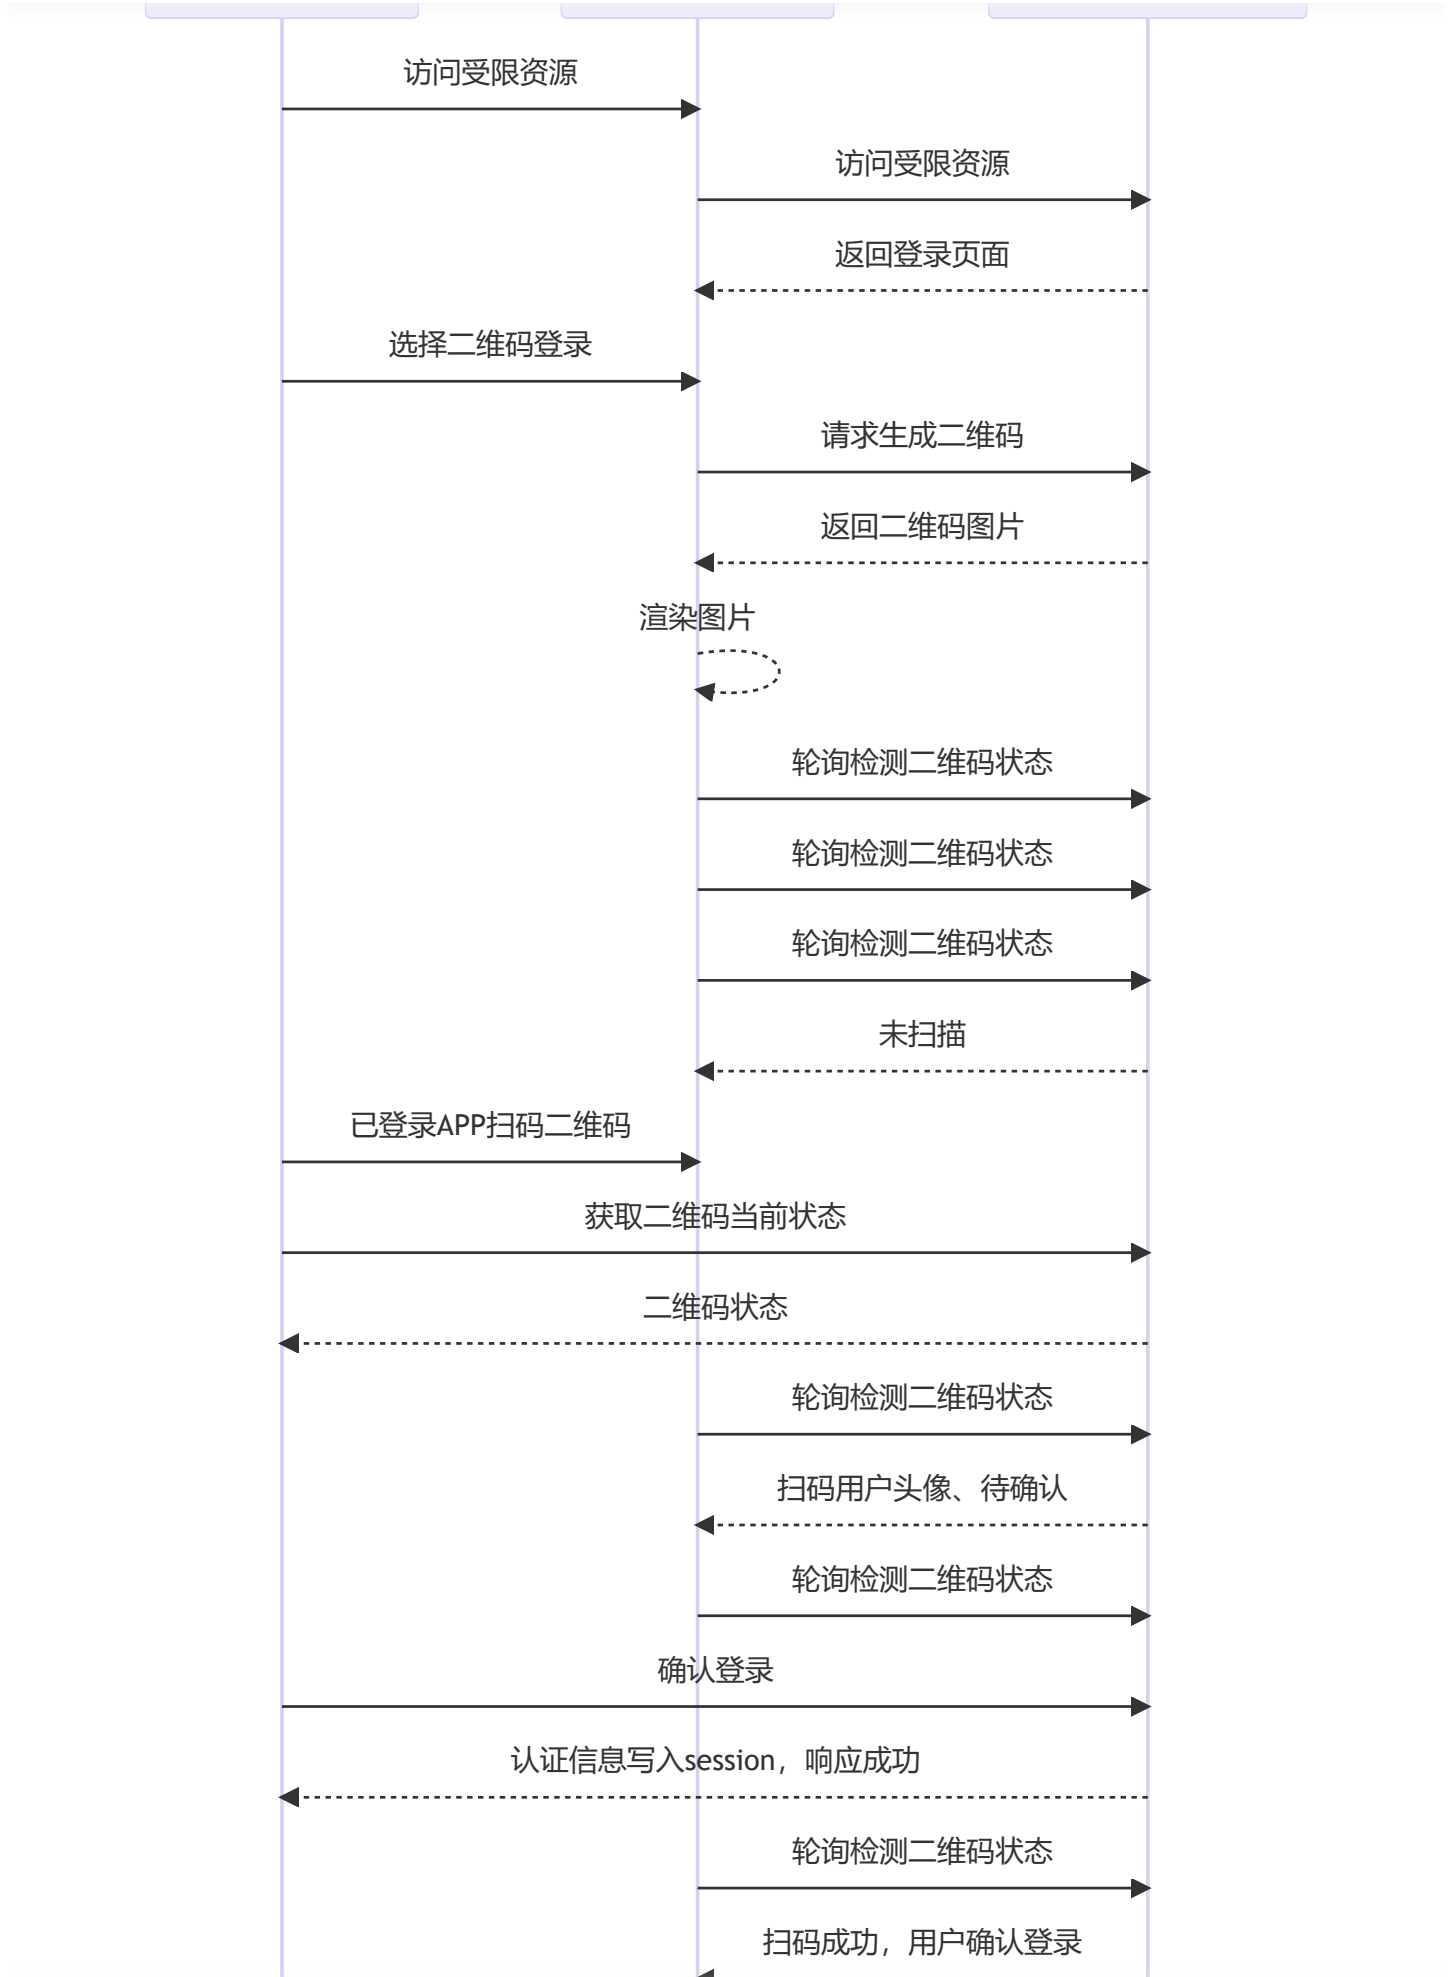 访问受限资源
访问受限资源
返回登录页面
选择二维码登录
请求生成二维码
返回二维码图片
渲染图片
轮询检测二维码状态
轮询检测二维码状态
轮询检测二维码状态
未扫描
已登录APP扫码二维码
获取二维码当前状态
二维码状态
轮询检测二维码状态
扫码用户头像、待确认
轮询检测二维码状态
确认登录
认证信息写入session，响应成功
轮询检测二维码状态
扫码成功，用户确认登录